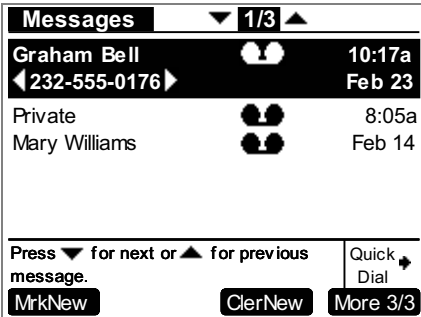 Messages 1/3
Graham Bell 10:17a
232-555-0176 Feb 23
Private 8:05a
Mary Williams Feb 14
Press for next or for previous
message.
Quick
Dial
MrkNew ClerNew More 3/3